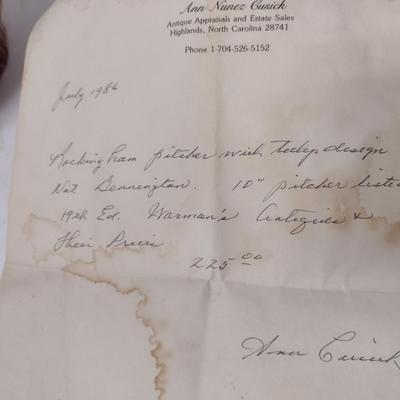 Ann Nunez Cusick
Antique Appraisals and Estate Sales
Highlands, North Carolina 28741
Phone 1-704-526-5152
July 1986
Rockingham pitcher with tulip design
Not Bennington. 10" pitcher listed
19th Ed. Warman's Antiques &
Their Prices
225.00
Ann Cusick